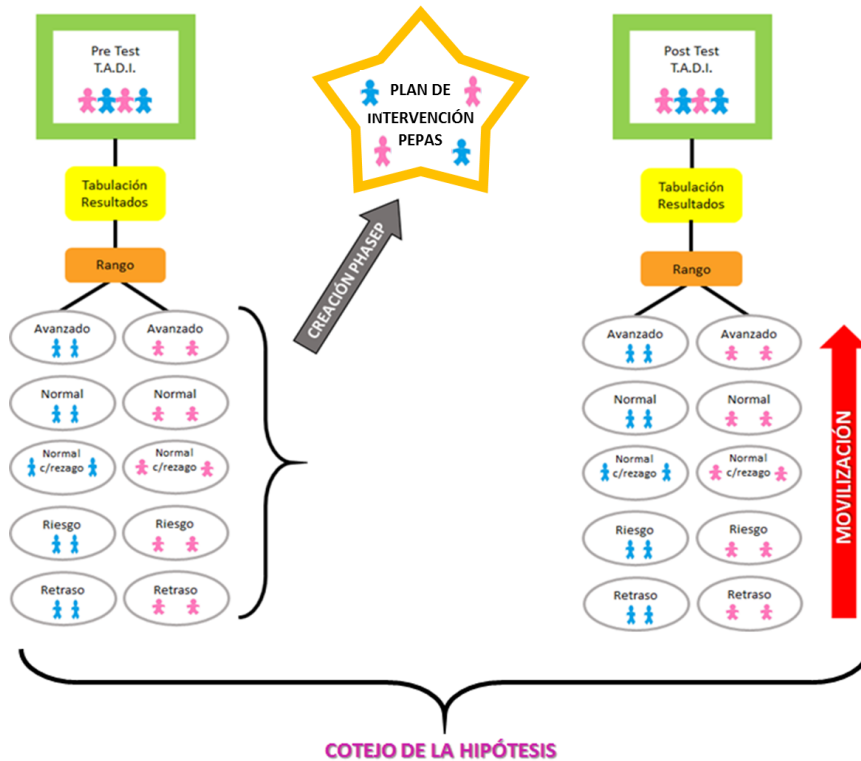 Pre Test
T.A.D.I.
Tabulación
Resultados
Rango
Avanzado
Avanzado
Normal
Normal
Normal
c/rezago
Normal
c/rezago
Riesgo
Riesgo
Retraso
Retraso
CREACIÓN PHASEP
PLAN DE
INTERVENCIÓN
PEPAS
Post Test
T.A.D.I.
Tabulación
Resultados
Rango
Avanzado
Avanzado
Normal
Normal
Normal
c/rezago
Normal
c/rezago
Riesgo
Riesgo
Retraso
Retraso
MOVILIZACIÓN
COTEJO DE LA HIPÓTESIS